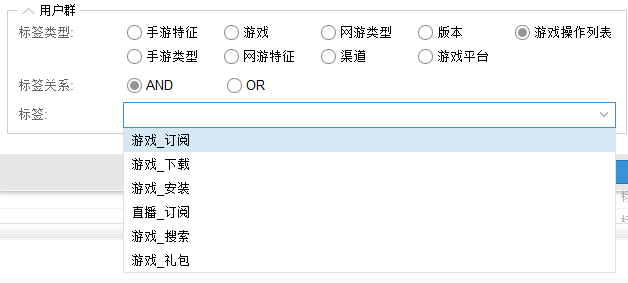 用户群
标签类型: 手游特征 游戏 网游类型 版本 游戏操作列表
手游类型 网游特征 渠道 游戏平台
标签关系: AND OR
标签:
游戏_订阅
游戏_下载
游戏_安装
直播_订阅
游戏_搜索
游戏_礼包